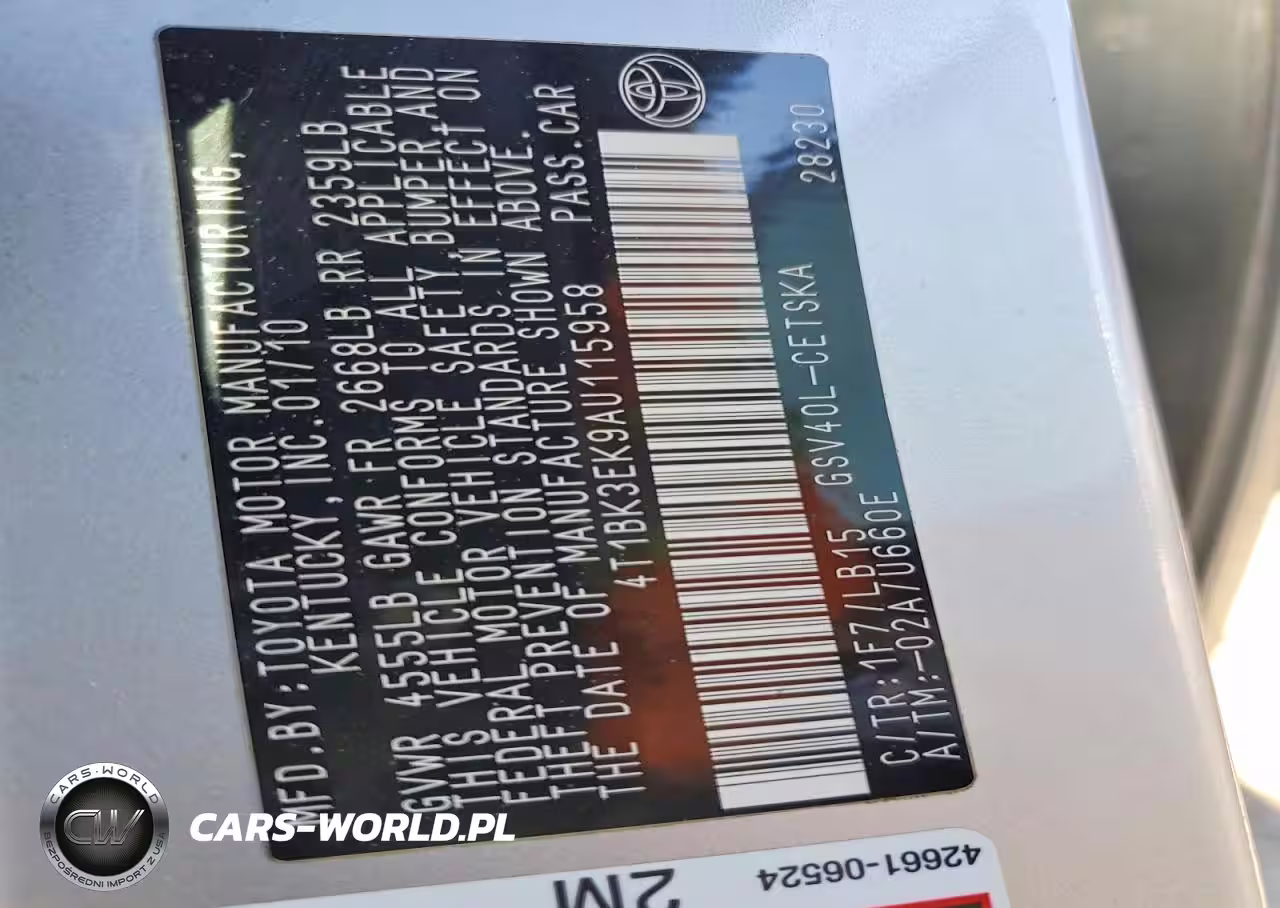 MFD.BY:TOYOTA MOTOR MANUFACTURING,
KENTUCKY,INC.01/10
GVWR 4555LB GAWR FR 2668LB RR 2359LB
THIS VEHICLE CONFORMS TO ALL APPLICABLE
FEDERAL MOTOR VEHICLE SAFETY,BUMPER,AND
THEFT PREVENTION STANDARDS IN EFFECT ON
THE DATE OF MANUFACTURE SHOWN ABOVE.
4T1BK3EK9AU115958 PASS.CAR
GSV40L-CETSKA 28230
C/TR:1F7/LB15
A/TM:-02A/U660E
42661-06524
2M
CARS-WORLD
CW
BEZPOŚREDNI IMPORT Z USA
CARS-WORLD.PL